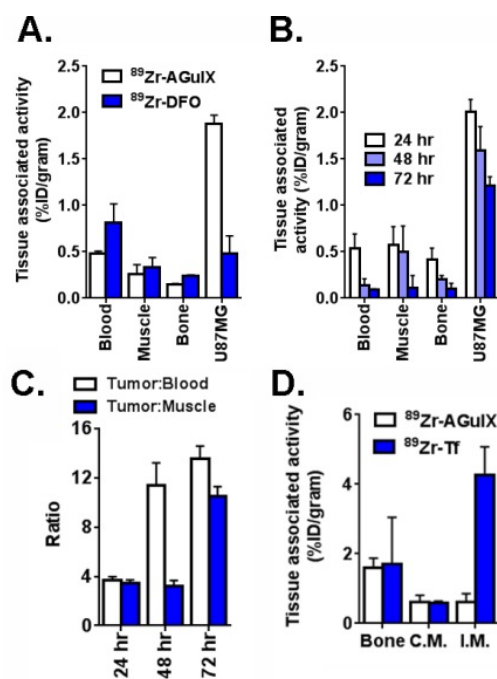 A.
Tissue associated activity
(%ID/gram)
2.5
2.0
1.5
1.0
0.5
0.0
⁸⁹Zr-AGuIX
⁸⁹Zr-DFO
Blood
Muscle
Bone
U87MG
B.
Tissue associated
activity (%ID/gram)
2.5
2.0
1.5
1.0
0.5
0.0
24 hr
48 hr
72 hr
Blood
Muscle
Bone
U87MG
C.
Tumor:Blood
Tumor:Muscle
Ratio
16
12
8
4
0
24 hr
48 hr
72 hr
D.
Tissue associated activity
(%ID/gram)
6
4
2
0
⁸⁹Zr-AGuIX
⁸⁹Zr-Tf
Bone C.M. I.M.